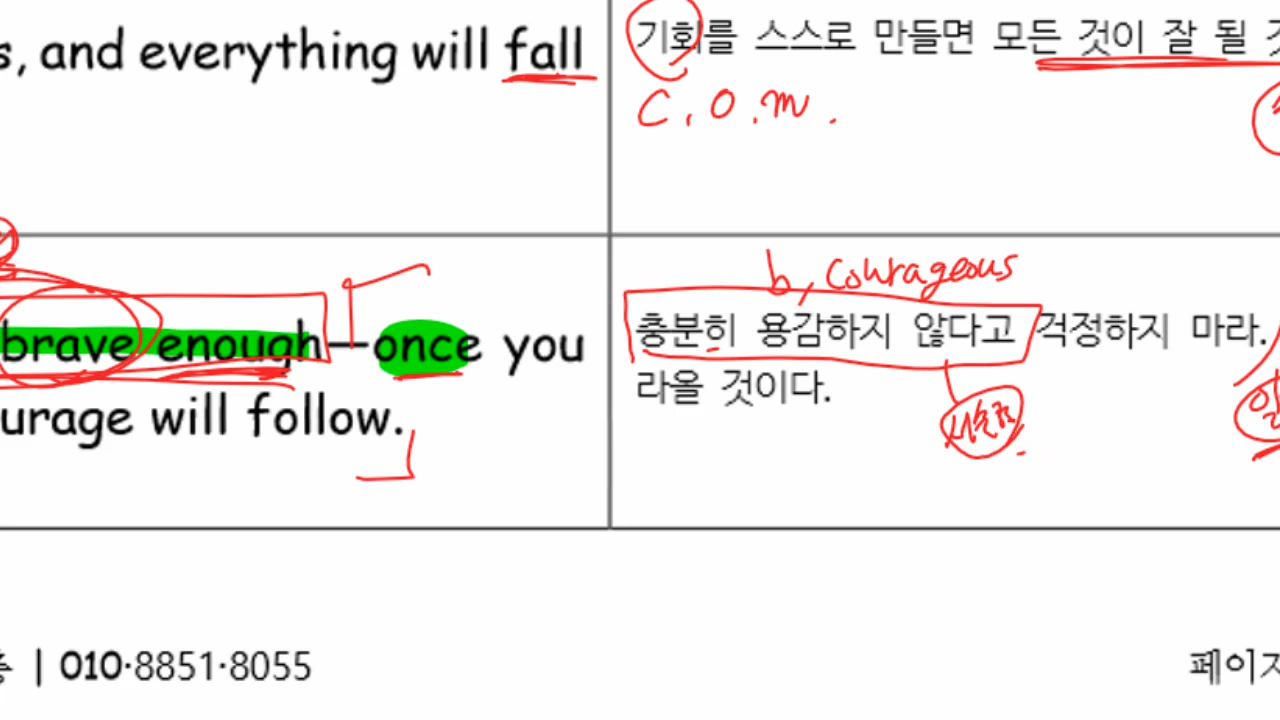 s, and everything will fall
기회를 스스로 만들면 모든 것이 잘 될
C. O. m.
b, courageous
brave enough—once you
urage will follow.
충분히 용감하지 않다고 걱정하지 마라.
라올 것이다.
| 010·8851·8055
페이지